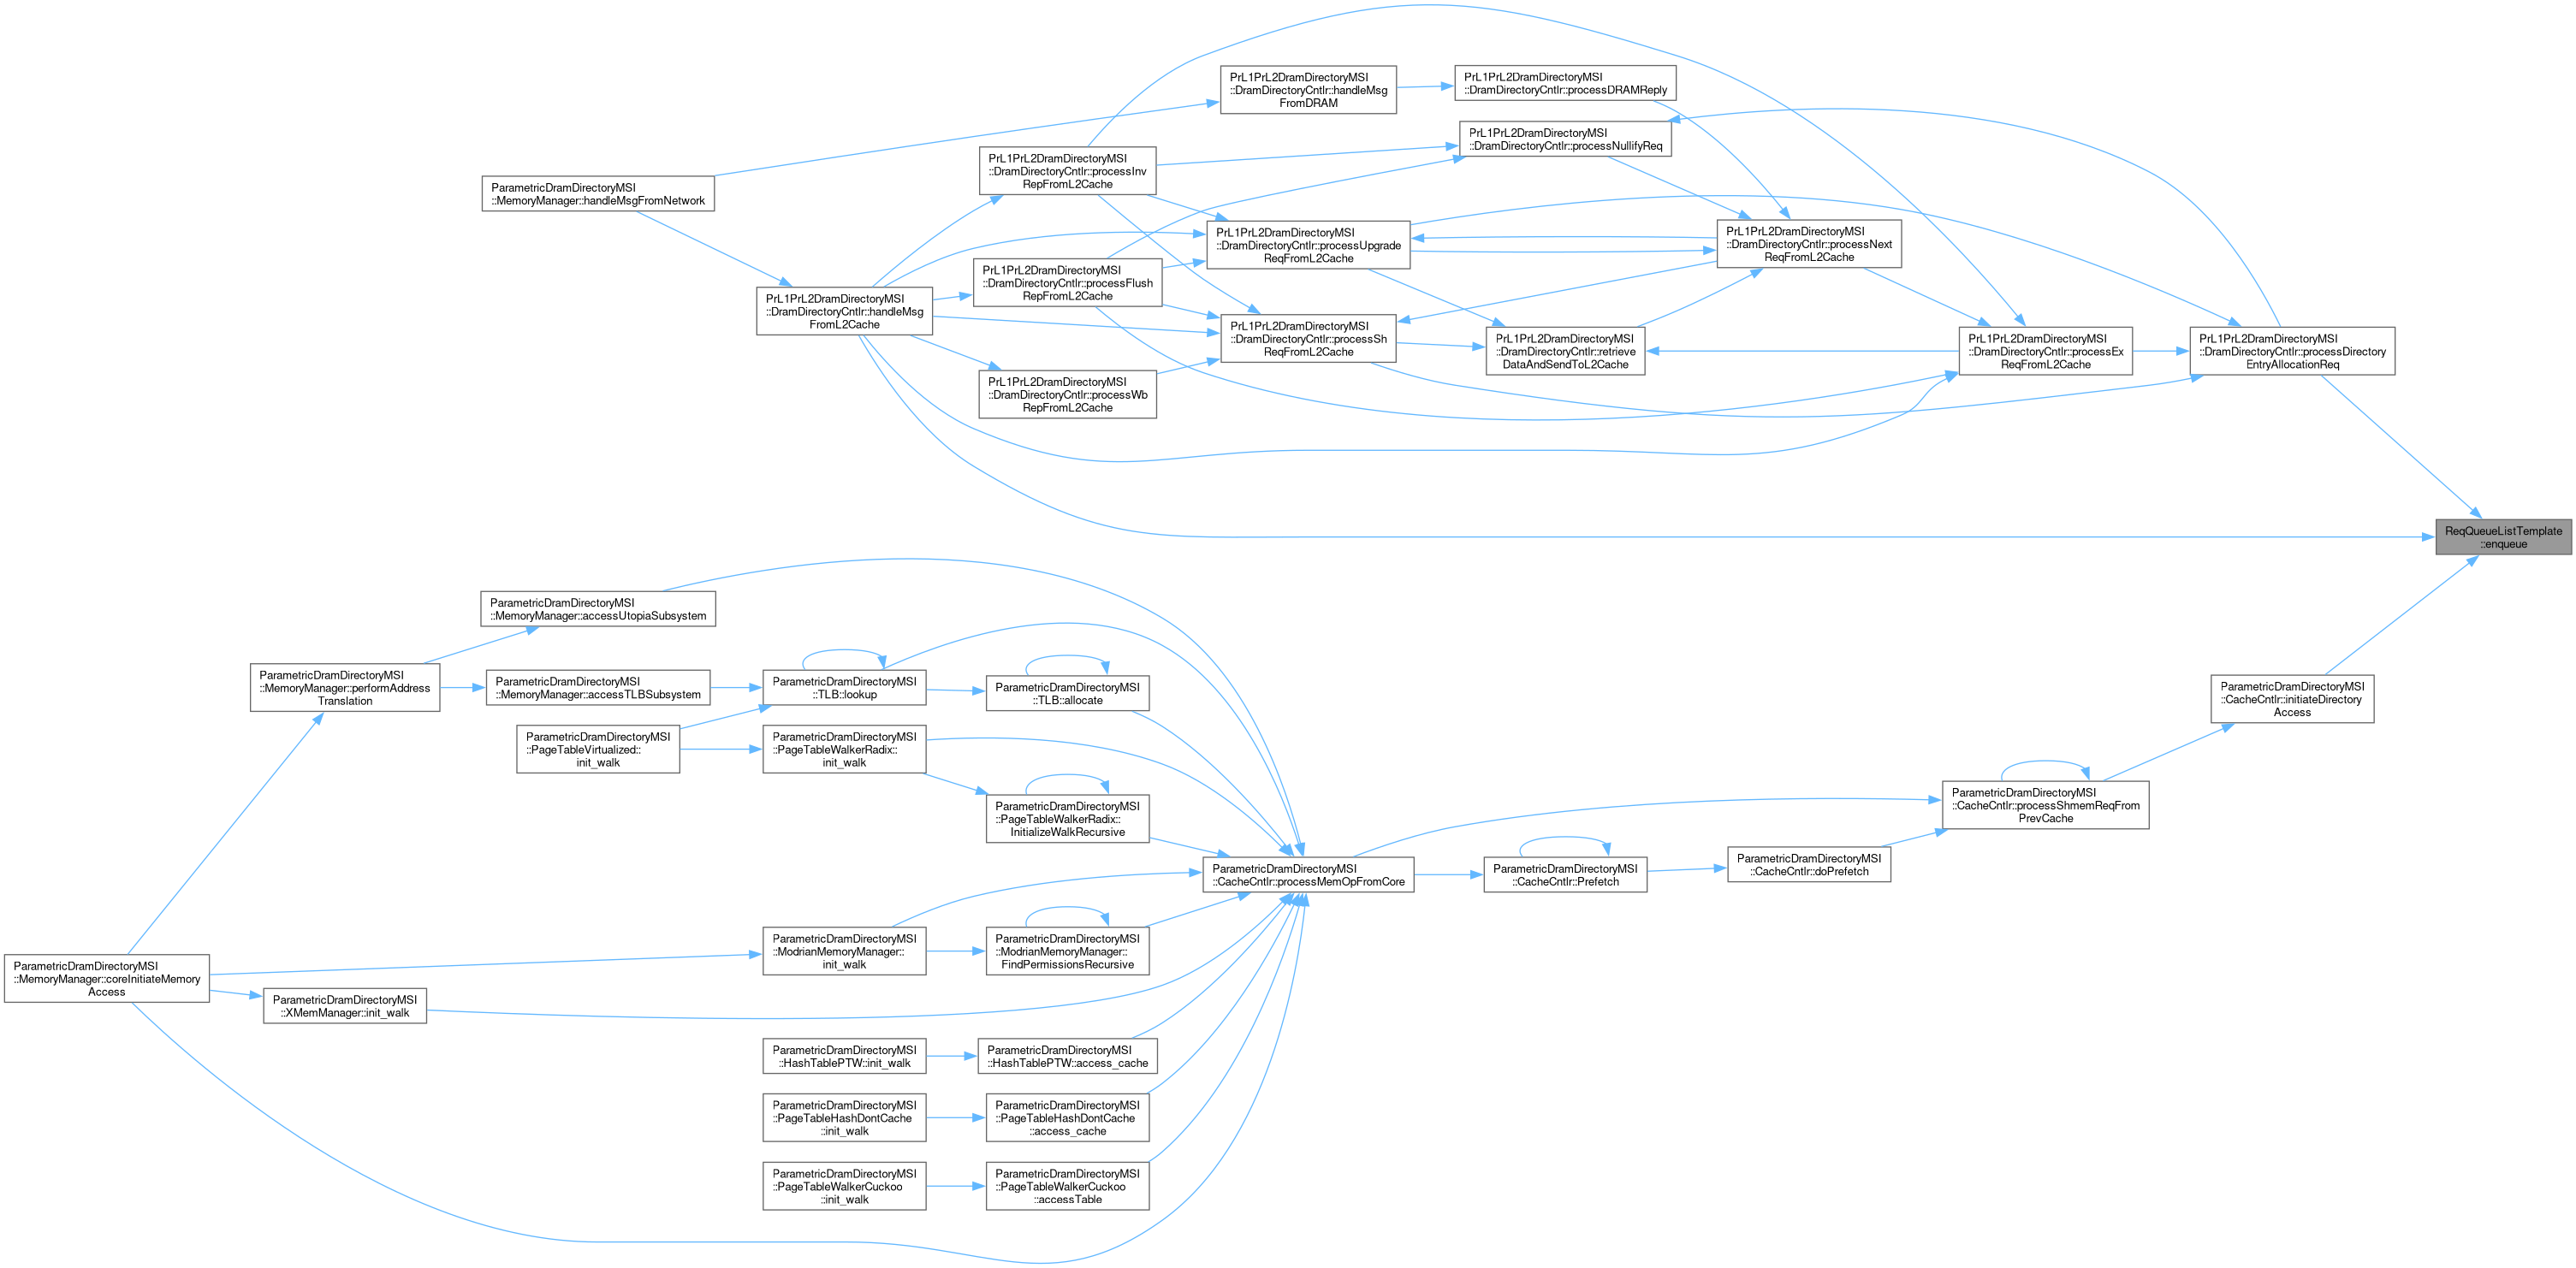 PrL1PrL2DramDirectoryMSI
::DramDirectoryCntlr::handleMsg
FromDRAM
PrL1PrL2DramDirectoryMSI
::DramDirectoryCntlr::processDRAMReply
PrL1PrL2DramDirectoryMSI
::DramDirectoryCntlr::processNullifyReq
PrL1PrL2DramDirectoryMSI
::DramDirectoryCntlr::processInv
RepFromL2Cache
ParametricDramDirectoryMSI
::MemoryManager::handleMsgFromNetwork
PrL1PrL2DramDirectoryMSI
::DramDirectoryCntlr::processUpgrade
ReqFromL2Cache
PrL1PrL2DramDirectoryMSI
::DramDirectoryCntlr::processNext
ReqFromL2Cache
PrL1PrL2DramDirectoryMSI
::DramDirectoryCntlr::processFlush
RepFromL2Cache
PrL1PrL2DramDirectoryMSI
::DramDirectoryCntlr::handleMsg
FromL2Cache
PrL1PrL2DramDirectoryMSI
::DramDirectoryCntlr::processSh
ReqFromL2Cache
PrL1PrL2DramDirectoryMSI
::DramDirectoryCntlr::retrieve
DataAndSendToL2Cache
PrL1PrL2DramDirectoryMSI
::DramDirectoryCntlr::processEx
ReqFromL2Cache
PrL1PrL2DramDirectoryMSI
::DramDirectoryCntlr::processDirectory
EntryAllocationReq
PrL1PrL2DramDirectoryMSI
::DramDirectoryCntlr::processWb
RepFromL2Cache
ReqQueueListTemplate
::enqueue
ParametricDramDirectoryMSI
::MemoryManager::accessUtopiaSubsystem
ParametricDramDirectoryMSI
::MemoryManager::performAddress
Translation
ParametricDramDirectoryMSI
::MemoryManager::accessTLBSubsystem
ParametricDramDirectoryMSI
::TLB::lookup
ParametricDramDirectoryMSI
::TLB::allocate
ParametricDramDirectoryMSI
::CacheCntlr::initiateDirectory
Access
ParametricDramDirectoryMSI
::PageTableVirtualized::
init_walk
ParametricDramDirectoryMSI
::PageTableWalkerRadix::
init_walk
ParametricDramDirectoryMSI
::PageTableWalkerRadix::
InitializeWalkRecursive
ParametricDramDirectoryMSI
::CacheCntlr::processShmemReqFrom
PrevCache
ParametricDramDirectoryMSI
::CacheCntlr::processMemOpFromCore
ParametricDramDirectoryMSI
::CacheCntlr::Prefetch
ParametricDramDirectoryMSI
::CacheCntlr::doPrefetch
ParametricDramDirectoryMSI
::ModrianMemoryManager::
init_walk
ParametricDramDirectoryMSI
::ModrianMemoryManager::
FindPermissionsRecursive
ParametricDramDirectoryMSI
::MemoryManager::coreInitiateMemory
Access
ParametricDramDirectoryMSI
::XMemManager::init_walk
ParametricDramDirectoryMSI
::HashTablePTW::init_walk
ParametricDramDirectoryMSI
::HashTablePTW::access_cache
ParametricDramDirectoryMSI
::PageTableHashDontCache
::init_walk
ParametricDramDirectoryMSI
::PageTableHashDontCache
::access_cache
ParametricDramDirectoryMSI
::PageTableWalkerCuckoo
::init_walk
ParametricDramDirectoryMSI
::PageTableWalkerCuckoo
::accessTable